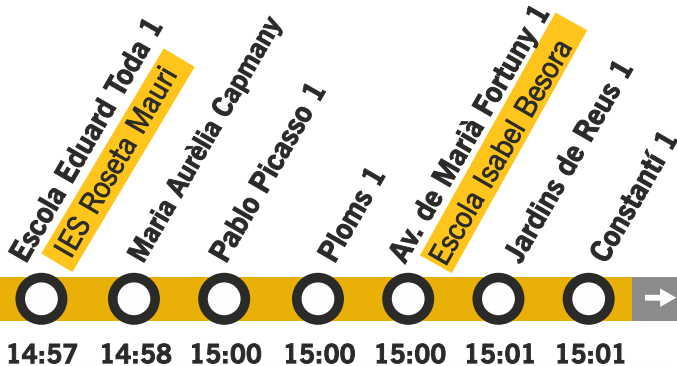 Escola Eduard Toda 1
IES Roseta Mauri
Maria Aurèlia Capmany
Pablo Picasso 1
Ploms 1
Av. de Marià Fortuny 1
Escola Isabel Besora
Jardins de Reus 1
Constantí 1
14:57 14:58 15:00 15:00 15:00 15:01 15:01